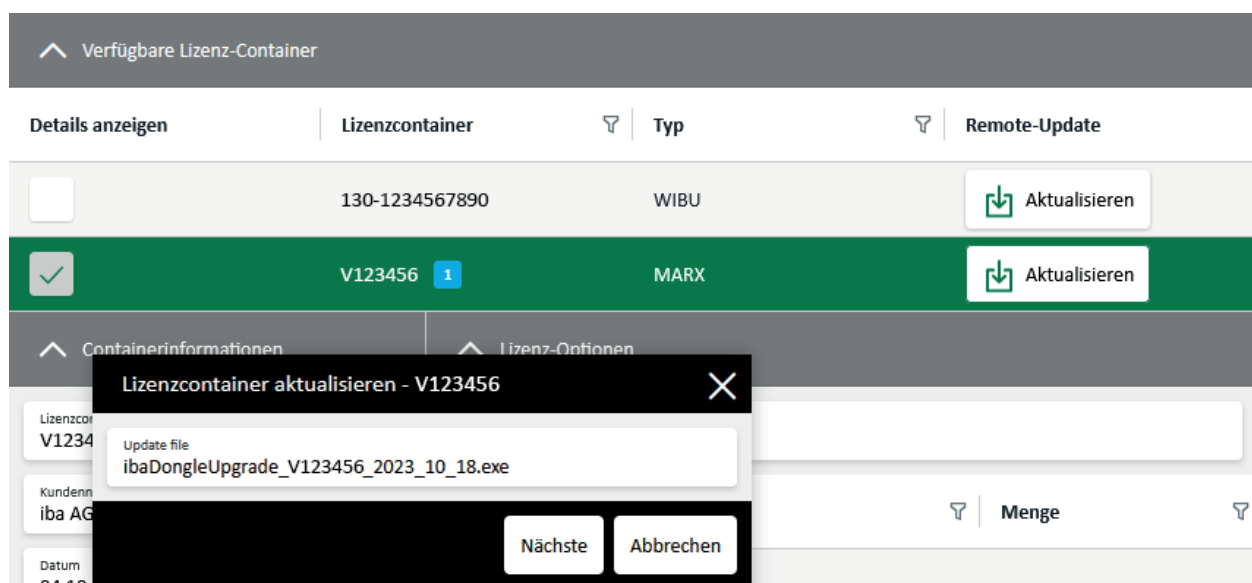 Verfügbare Lizenz-Container
Details anzeigen Lizenzcontainer Typ Remote-Update
130-1234567890 WIBU Aktualisieren
V123456 1 MARX Aktualisieren
Containerinformationen Lizenz-Optionen
Lizenzcontainer aktualisieren - V123456
V1234
Update file
ibaDongleUpgrade_V123456_2023_10_18.exe
iba AG
Menge
Nächste Abbrechen
Datum